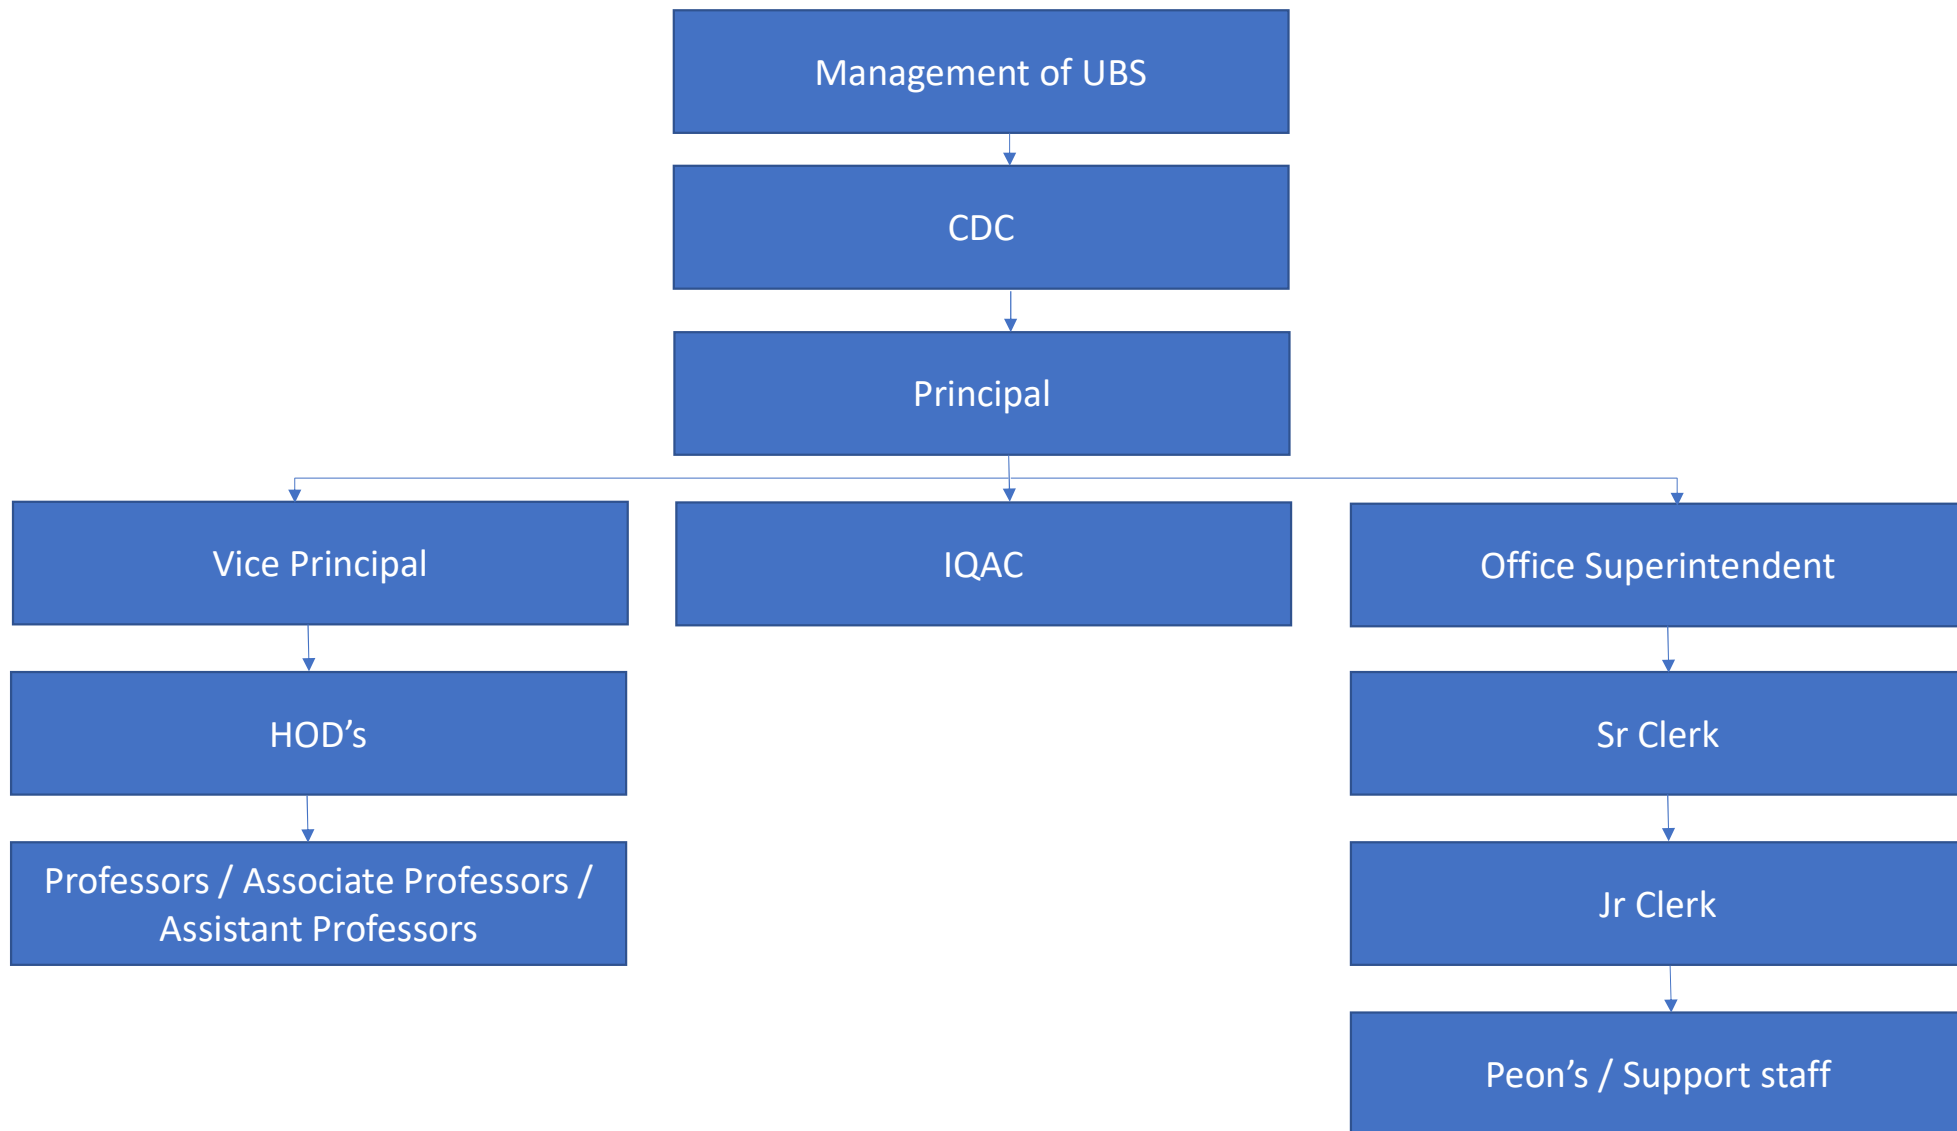 Management of UBS
CDC
Principal
Vice Principal
IQAC
Office Superintendent
HOD’s
Sr Clerk
Professors / Associate Professors /
Assistant Professors
Jr Clerk
Peon’s / Support staff